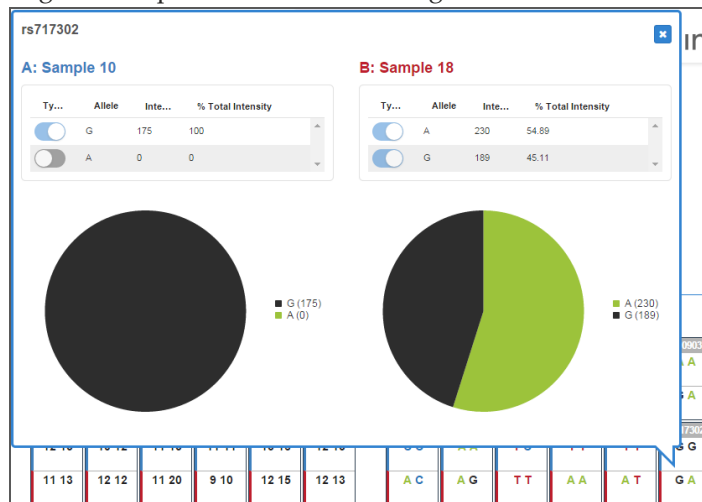 rs717302
A: Sample 10
B: Sample 18
Ty... Allele Inte... % Total Intensity
G 175 100
A 0 0
Ty... Allele Inte... % Total Intensity
A 230 54.89
G 189 45.11
G (175)
A (0)
A (230)
G (189)
A A
G A
G G
11 13 12 12 11 20 9 10 12 15 12 13 A C A G T T A A A T G A